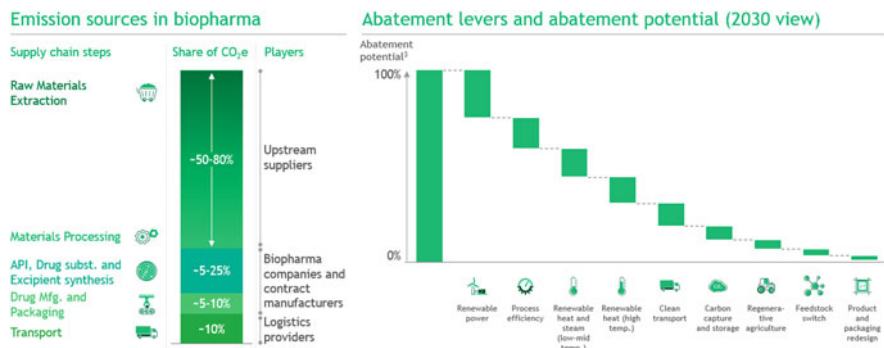 Emission sources in biopharma
Supply chain steps
Share of CO₂e
Players
Raw Materials
Extraction
~50-80%
Upstream
suppliers
Materials Processing
API, Drug subst. and
Excipient synthesis
~5-25%
Biopharma
companies and
contract
manufacturers
Drug Mfg. and
Packaging
~5-10%
Transport
~10%
Logistics
providers
Abatement levers and abatement potential (2030 view)
Abatement
potential³
100%
0%
Renewable
power
Process
efficiency
Renewable
heat and
steam
(low-mid
temp.)
Renewable
heat (high
temp.)
Clean
transport
Carbon
capture
and storage
Regenera-
tive
agriculture
Feedstock
switch
Product
and
packaging
redesign